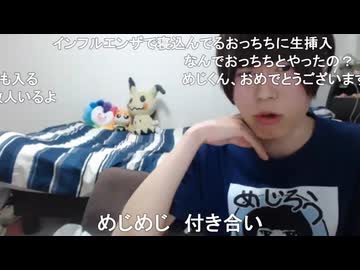 インフルエンザで寝込んでるおっちちに生挿入
なんでおっちちとやったの？
も入る
めじくん、おめでとうございます
人いるよ
めじろう
めじめじ 付き合い